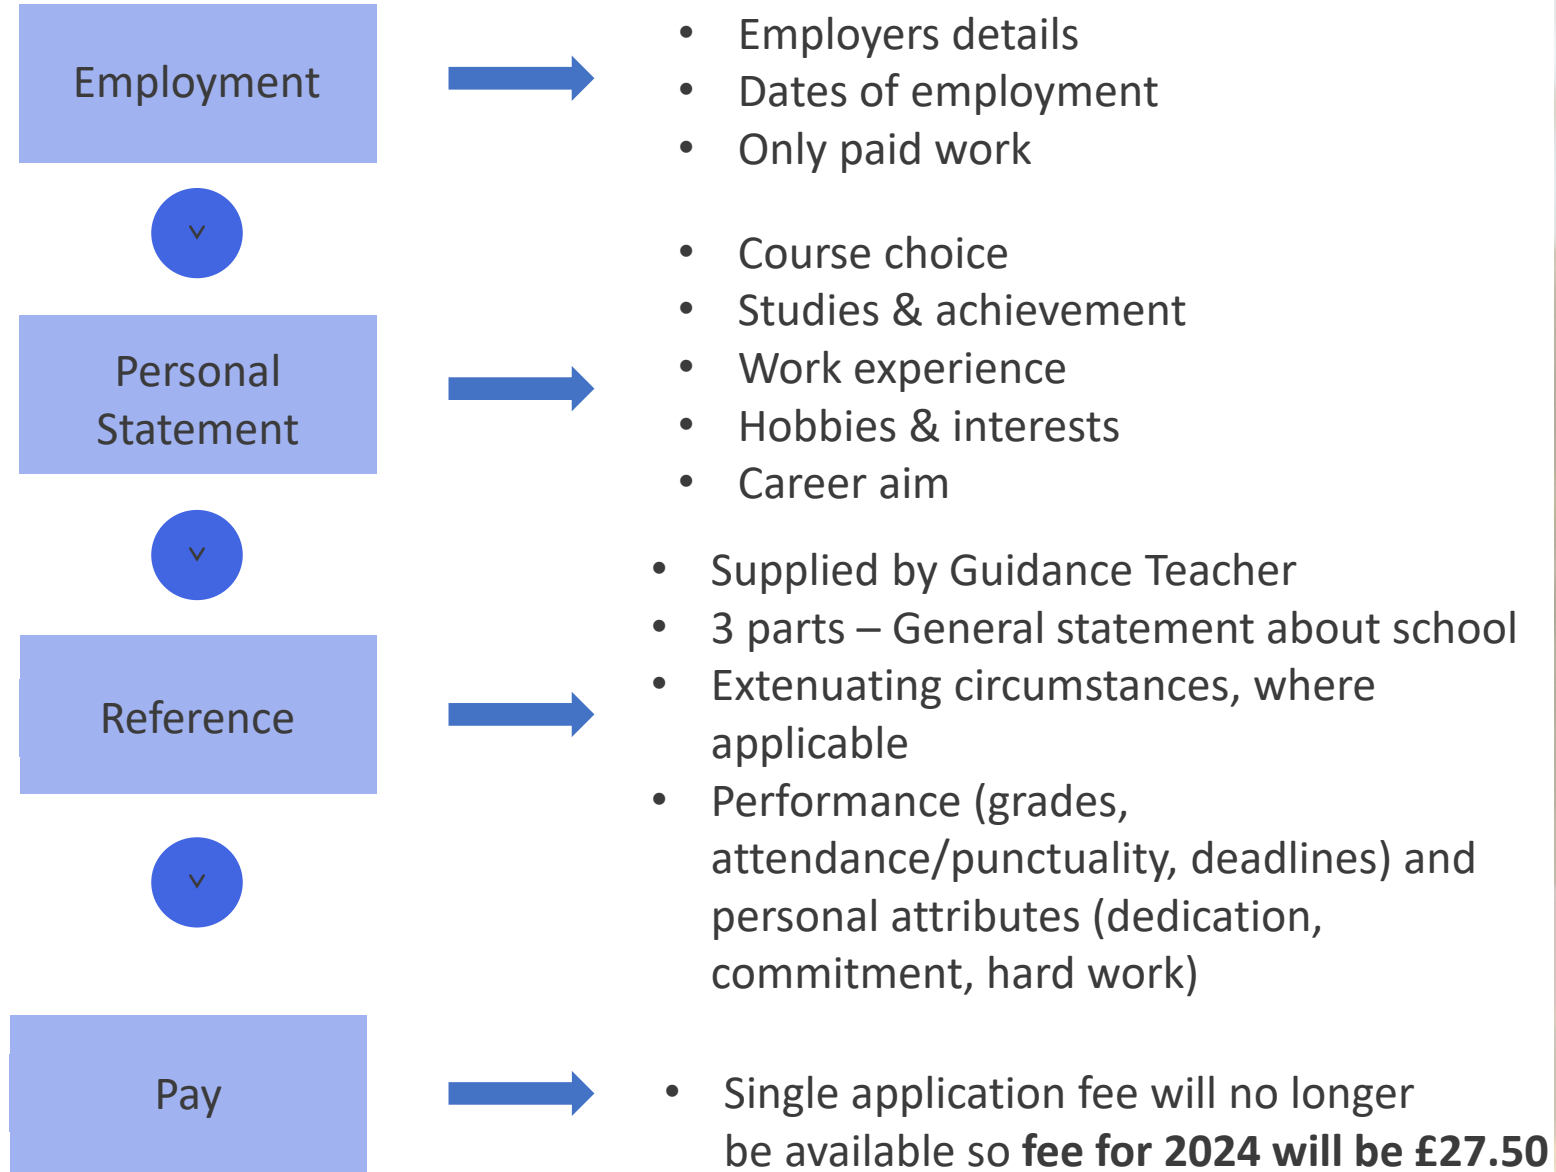 Employment
• Employers details
• Dates of employment
• Only paid work
Personal
Statement
• Course choice
• Studies & achievement
• Work experience
• Hobbies & interests
• Career aim
Reference
• Supplied by Guidance Teacher
• 3 parts – General statement about school
• Extenuating circumstances, where
applicable
• Performance (grades,
attendance/punctuality, deadlines) and
personal attributes (dedication,
commitment, hard work)
Pay
• Single application fee will no longer
be available so fee for 2024 will be £27.50